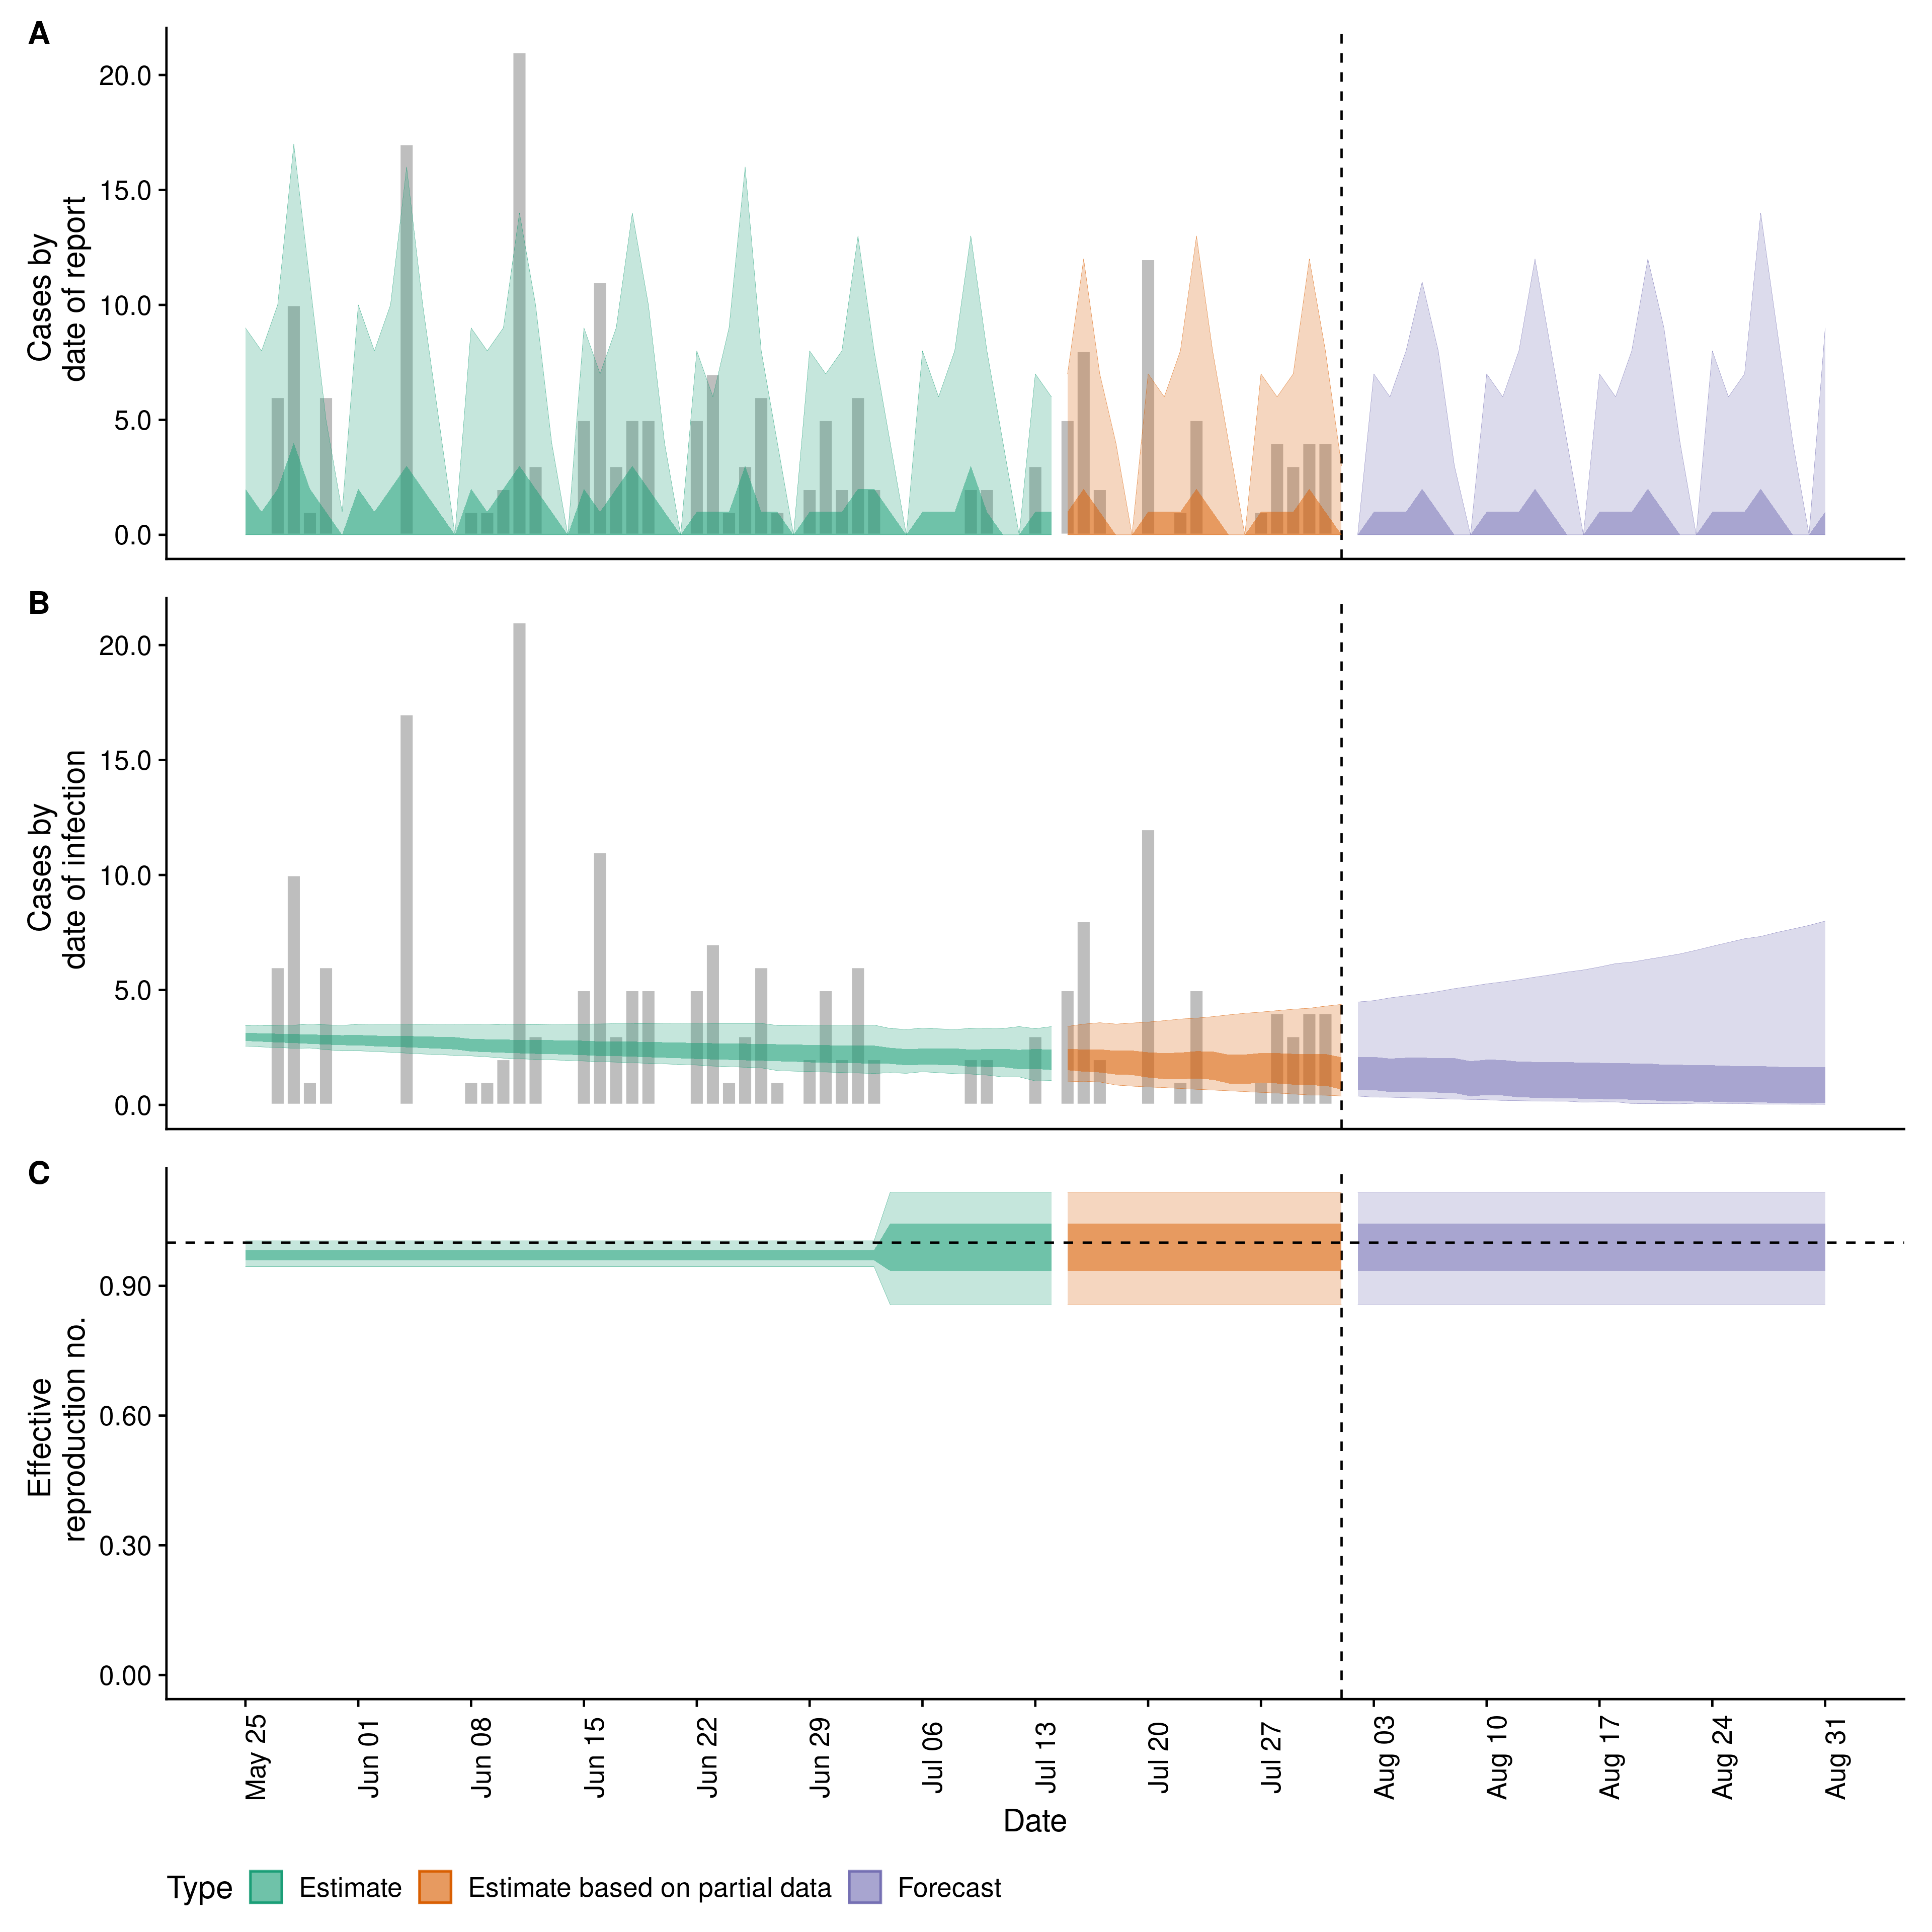 A
Cases by
date of report
20.0
15.0
10.0
5.0
0.0
B
Cases by
date of infection
20.0
15.0
10.0
5.0
0.0
C
Effective
reproduction no.
0.90
0.60
0.30
0.00
May 25
Jun 01
Jun 08
Jun 15
Jun 22
Jun 29
Jul 06
Jul 13
Jul 20
Jul 27
Aug 03
Aug 10
Aug 17
Aug 24
Aug 31
Date
Type Estimate Estimate based on partial data Forecast